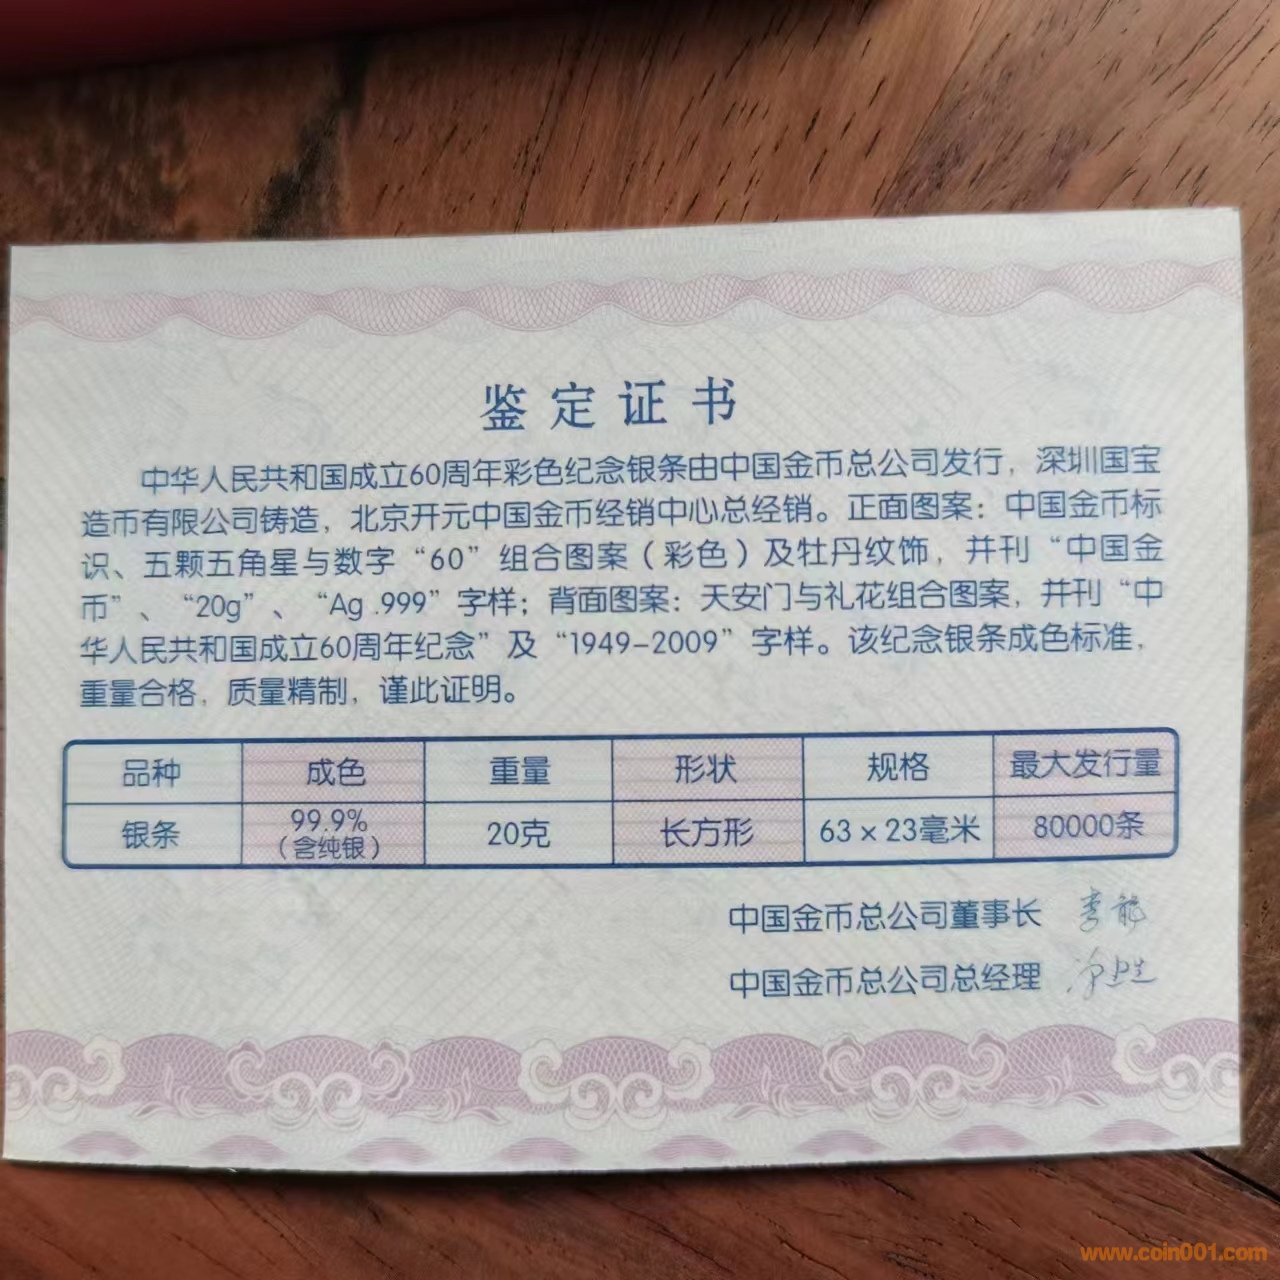 鉴定证书
中华人民共和国成立60周年彩色纪念银条由中国金币总公司发行，深圳国宝
造币有限公司铸造，北京开元中国金币经销中心总经销。正面图案：中国金币标
识、五颗五角星与数字“60”组合图案（彩色）及牡丹纹饰，并刊“中国金
币”、“20g”、“Ag .999”字样；背面图案：天安门与礼花组合图案，并刊“中
华人民共和国成立60周年纪念”及“1949-2009”字样。该纪念银条成色标准，
重量合格，质量精制，谨此证明。
品种 成色 重量 形状 规格 最大发行量
银条 99.9%（含纯银） 20克 长方形 63×23毫米 80000条
中国金币总公司董事长
中国金币总公司总经理
www.coin001.com